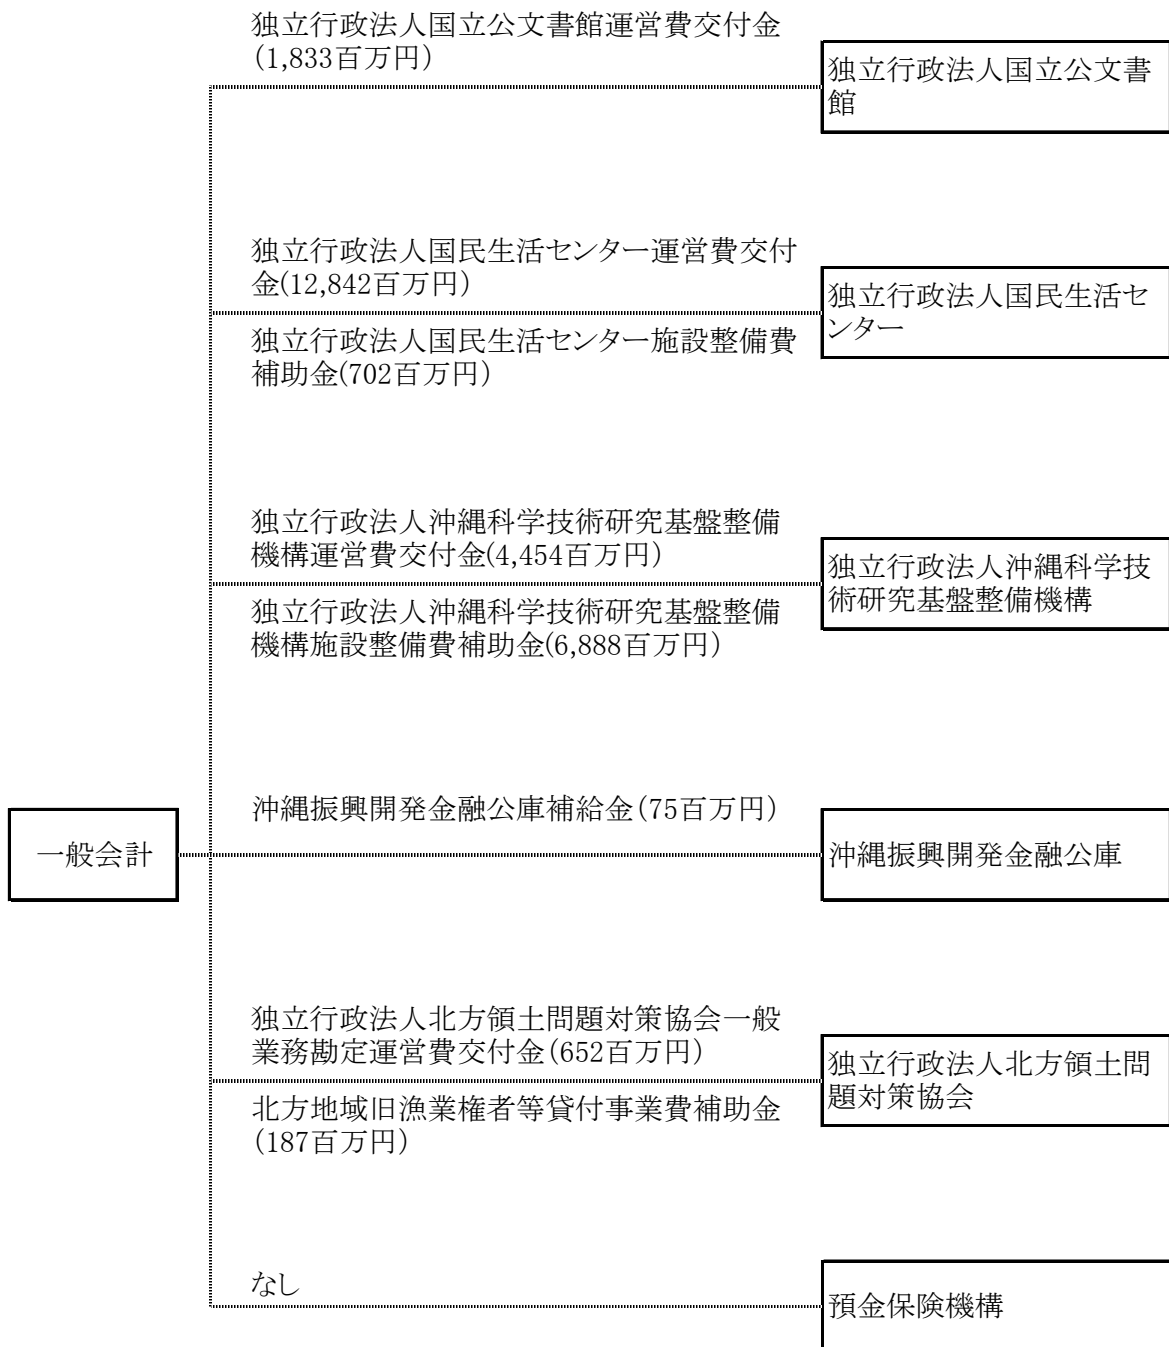 独立行政法人国立公文書館運営費交付金
(1,833百万円)
独立行政法人国立公文書
館
独立行政法人国民生活センター運営費交付
金(12,842百万円)
独立行政法人国民生活セ
ンター
独立行政法人国民生活センター施設整備費
補助金(702百万円)
独立行政法人沖縄科学技術研究基盤整備
機構運営費交付金(4,454百万円)
独立行政法人沖縄科学技
術研究基盤整備機構
独立行政法人沖縄科学技術研究基盤整備
機構施設整備費補助金(6,888百万円)
沖縄振興開発金融公庫補給金(75百万円)
一般会計
沖縄振興開発金融公庫
独立行政法人北方領土問題対策協会一般
業務勘定運営費交付金(652百万円)
独立行政法人北方領土問
題対策協会
北方地域旧漁業権者等貸付事業費補助金
(187百万円)
なし
預金保険機構